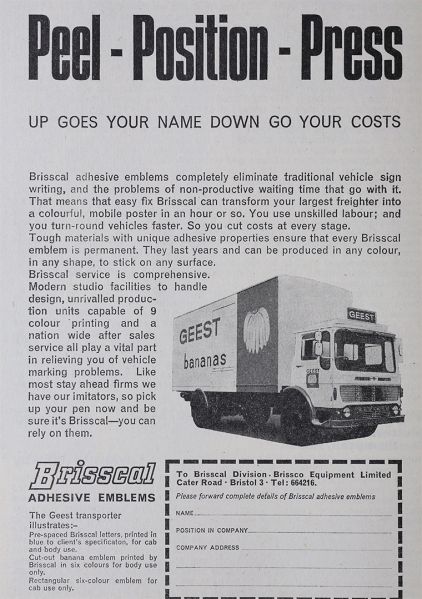 Peel - Position - Press
UP GOES YOUR NAME DOWN GO YOUR COSTS
Brisscal adhesive emblems completely eliminate traditional vehicle sign
writing, and the problems of non-productive waiting time that go with it.
That means that easy fix Brisscal can transform your largest freighter into
a colourful, mobile poster in an hour or so. You use unskilled labour; and
you turn-round vehicles faster. So you cut costs at every stage.
Tough materials with unique adhesive properties ensure that every Brisscal
emblem is permanent. They last years and can be produced in any colour,
in any shape, to stick on any surface.
Brisscal service is comprehensive.
Modern studio facilities to handle
design, unrivalled produc-
tion units capable of 9
colour printing and a
nation wide after sales
service all play a vital part
in relieving you of vehicle
marking problems. Like
most stay ahead firms we
have our imitators, so pick
up your pen now and be
sure it's Brisscal—you can
rely on them.
GEEST
bananas
GEEST
GEEST
Brisscal
ADHESIVE EMBLEMS
The Geest transporter
illustrates:-
Pre-spaced Brisscal letters, printed in
blue to client's specificaton, for cab
and body use.
Cut-out banana emblem printed by
Brisscal in six colours for body use
only.
Rectangular six-colour emblem for
cab use only.
To Brisscal Division - Brissco Equipment Limited
Cater Road · Bristol 3 · Tel: 664216.
Please forward complete details of Brisscal adhesive emblems
NAME
POSITION IN COMPANY
COMPANY ADDRESS